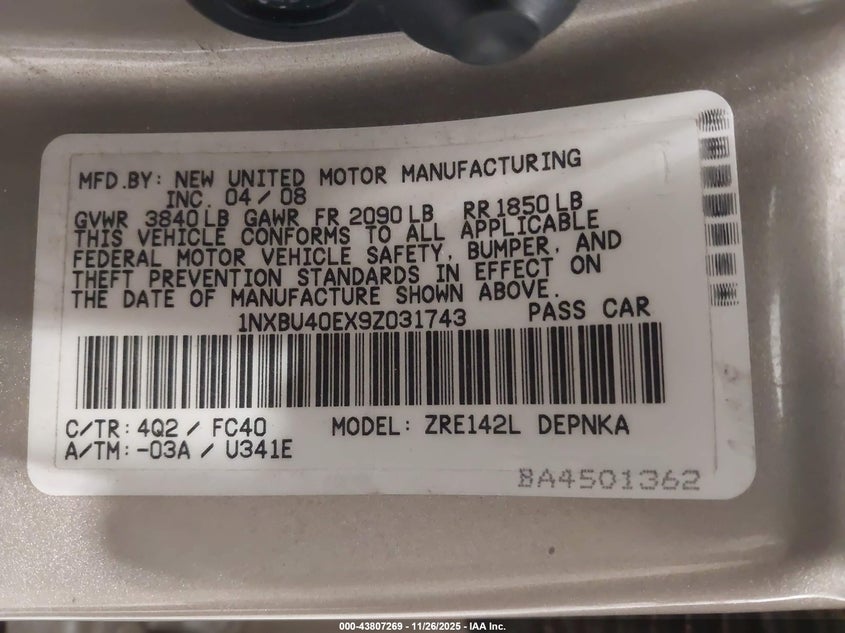 MFD.BY: NEW UNITED MOTOR MANUFACTURING
INC. 04/08
GVWR 3840 LB GAWR FR 2090 LB RR 1850 LB
THIS VEHICLE CONFORMS TO ALL APPLICABLE
FEDERAL MOTOR VEHICLE SAFETY, BUMPER, AND
THEFT PREVENTION STANDARDS IN EFFECT ON
THE DATE OF MANUFACTURE SHOWN ABOVE.
1NXBU40EX9Z031743 PASS CAR
C/TR: 4Q2 / FC40 MODEL: ZRE142L DEPNKA
A/TM: -03A / U341E
BA4501362
000-43807269 - 11/26/2025 - IAA Inc.